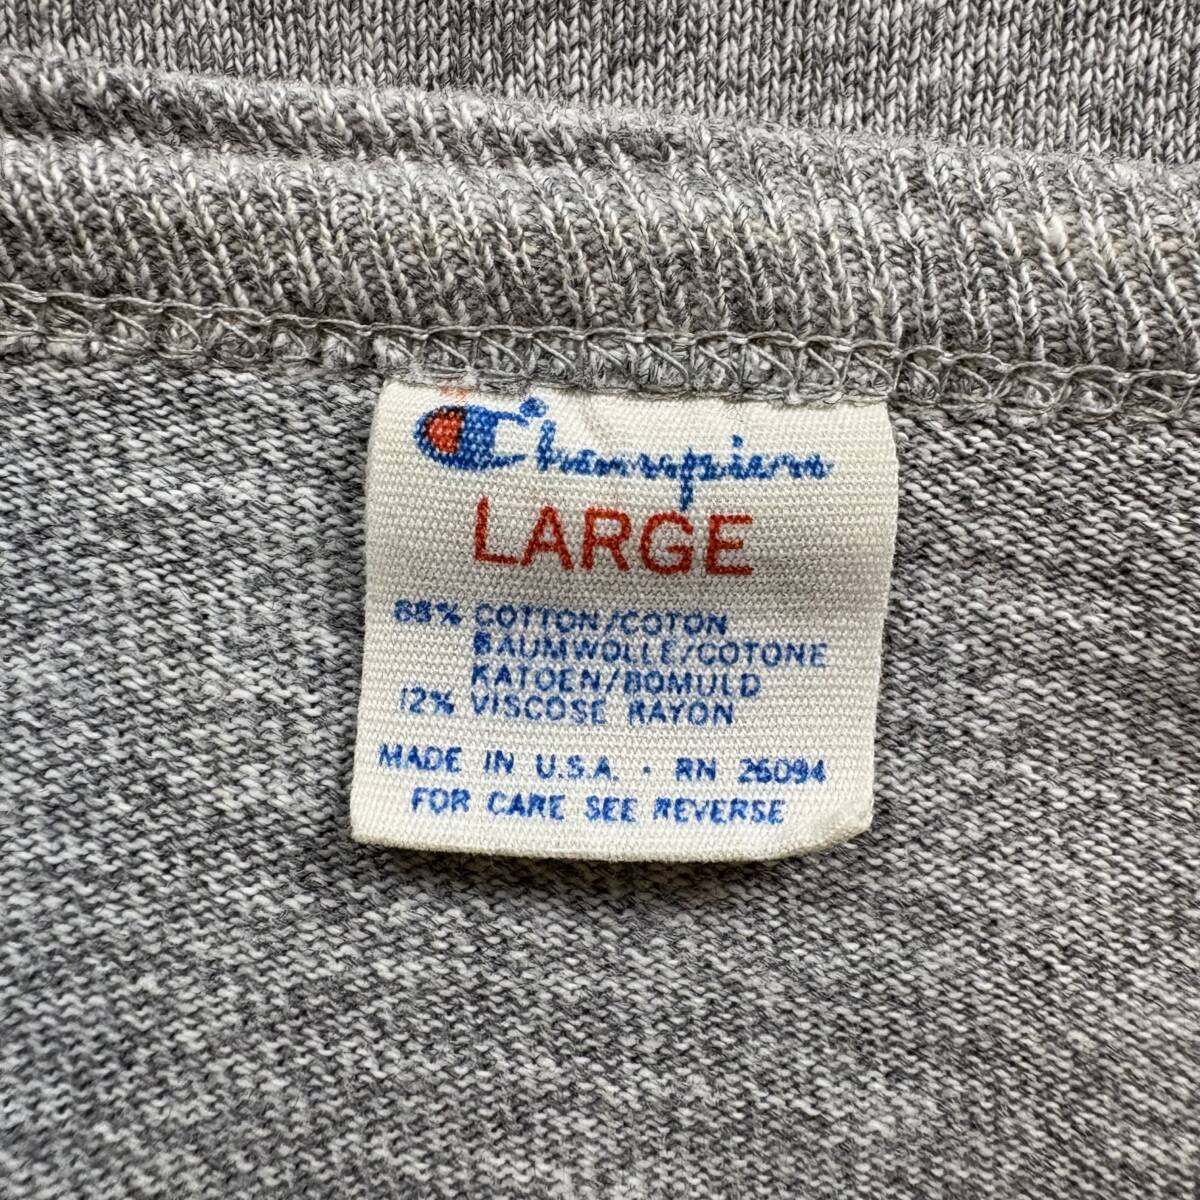 Champion
LARGE
88% COTTON/COTON
BAUMWOLLE/COTONE
KATOEN/BOMULD
12% VISCOSE RAYON
MADE IN U.S.A. · RN 26094
FOR CARE SEE REVERSE